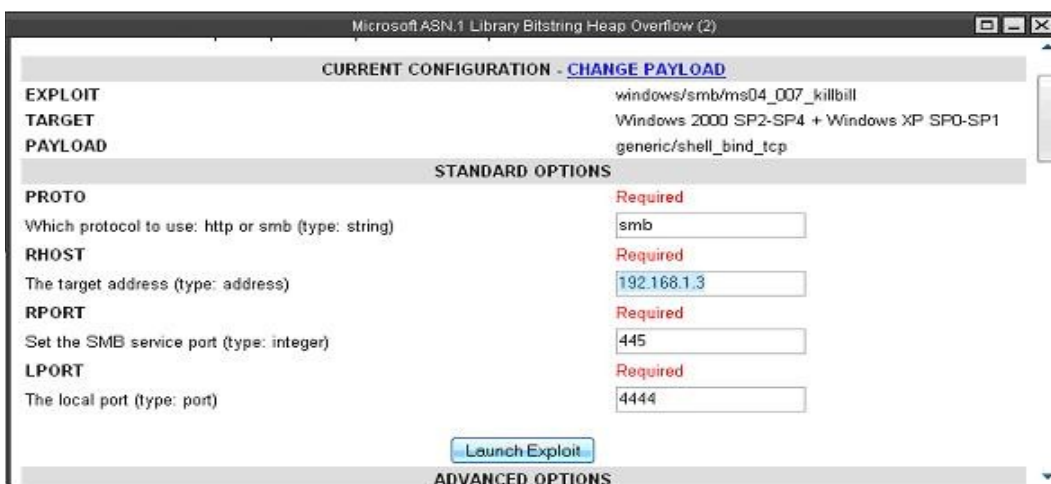 Microsoft ASN.1 Library Bitstring Heap Overflow (2)
CURRENT CONFIGURATION - CHANGE PAYLOAD
EXPLOIT windows/smb/ms04_007_killbill
TARGET Windows 2000 SP2-SP4 + Windows XP SP0-SP1
PAYLOAD generic/shell_bind_tcp
STANDARD OPTIONS
PROTO Required
Which protocol to use: http or smb (type: string) smb
RHOST Required
The target address (type: address) 192.168.1.3
RPORT Required
Set the SMB service port (type: integer) 445
LPORT Required
The local port (type: port) 4444
Launch Exploit
ADVANCED OPTIONS